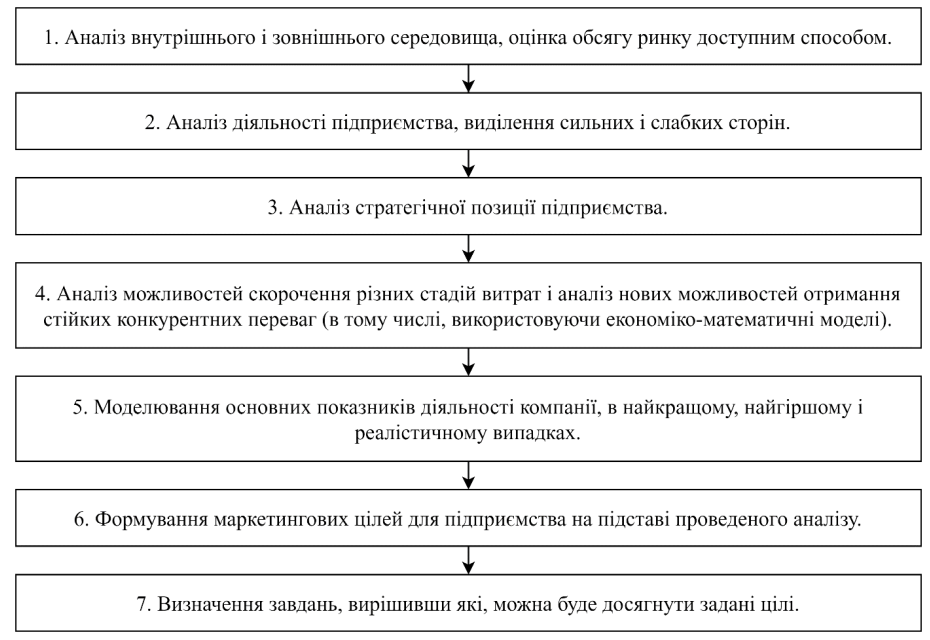 1. Аналіз внутрішнього і зовнішнього середовища, оцінка обсягу ринку доступним способом.
2. Аналіз діяльності підприємства, виділення сильних і слабких сторін.
3. Аналіз стратегічної позиції підприємства.
4. Аналіз можливостей скорочення різних стадій витрат і аналіз нових можливостей отримання
стійких конкурентних переваг (в тому числі, використовуючи економіко-математичні моделі).
5. Моделювання основних показників діяльності компанії, в найкращому, найгіршому і
реалістичному випадках.
6. Формування маркетингових цілей для підприємства на підставі проведеного аналізу.
7. Визначення завдань, вирішивши які, можна буде досягнути задані цілі.